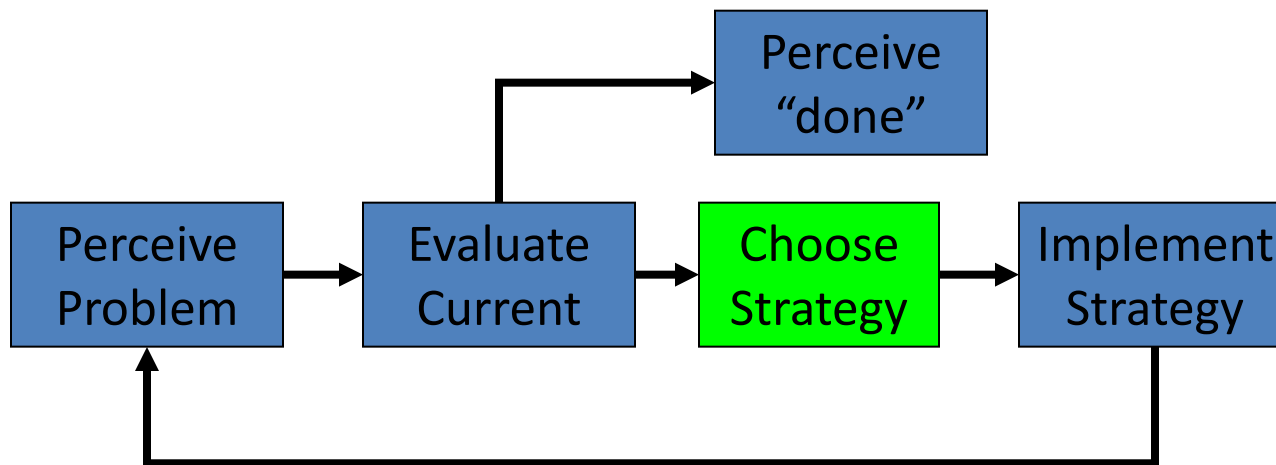 Perceive
“done”
Perceive
Problem
Evaluate
Current
Choose
Strategy
Implement
Strategy